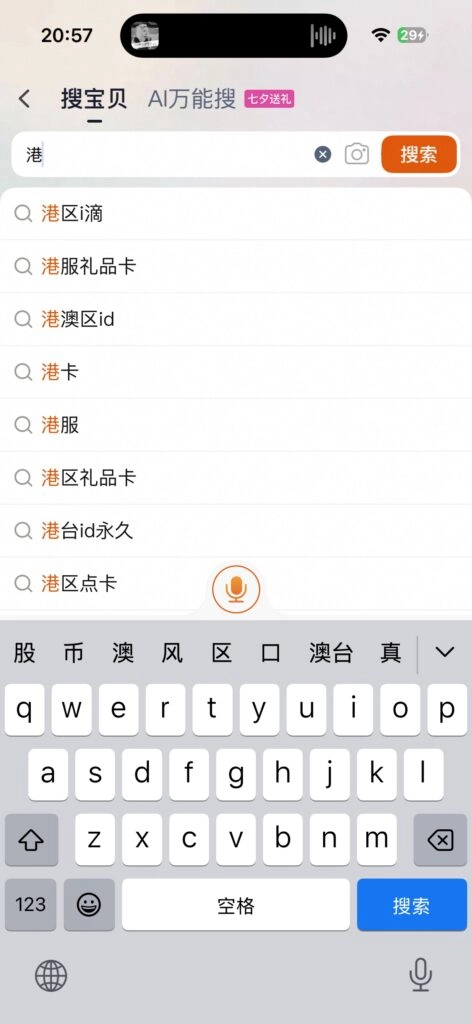 20:57
29
搜宝贝 AI万能搜 七夕送礼
港 搜索
港区i滴
港服礼品卡
港澳区id
港卡
港服
港区礼品卡
港台id永久
港区点卡
股 币 澳 风 区 口 澳台 真
q w e r t y u i o p
a s d f g h j k l
z x c v b n m
123 空格 搜索